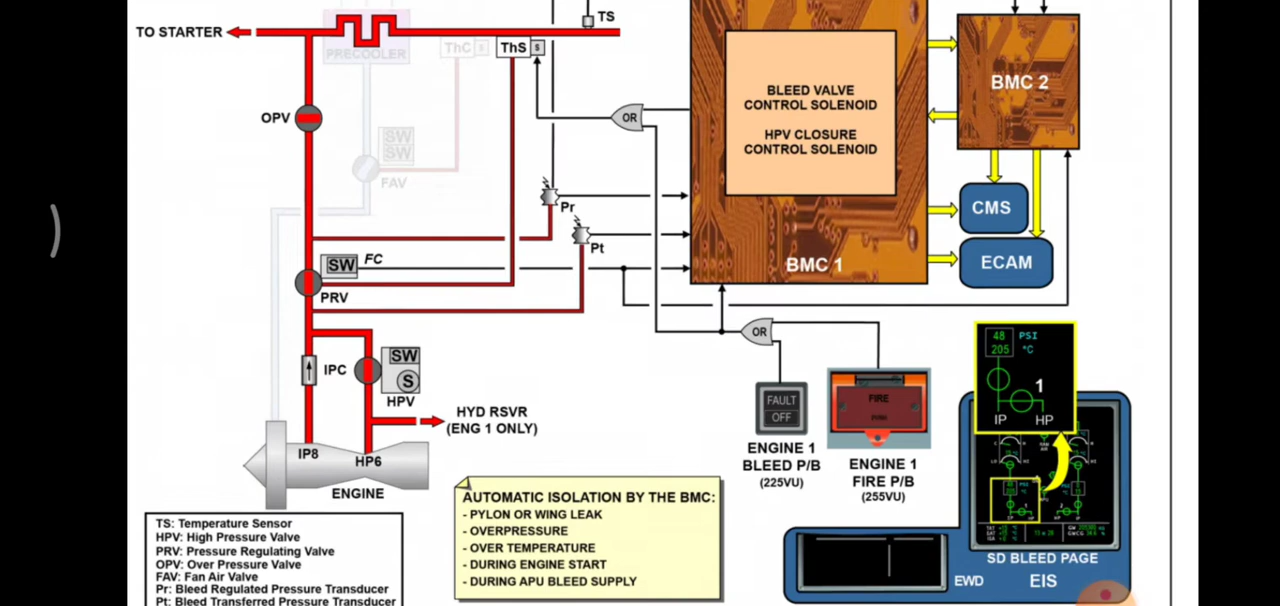 TS
TO STARTER
PRECOOLER
ThC
S
ThS
S
BMC 2
BLEED VALVE
CONTROL SOLENOID
HPV CLOSURE
CONTROL SOLENOID
OPV
OR
SW
SW
FAV
Pr
CMS
Pt
SW
FC
BMC 1
ECAM
PRV
OR
48 PSI
205 °C
1
IP HP
IPC
SW
S
HPV
FAULT
OFF
FIRE
PUSH
HYD RSVR
(ENG 1 ONLY)
ENGINE 1
BLEED P/B
(225VU)
ENGINE 1
FIRE P/B
(255VU)
IP8
HP6
ENGINE
AUTOMATIC ISOLATION BY THE BMC:
- PYLON OR WING LEAK
- OVERPRESSURE
- OVER TEMPERATURE
- DURING ENGINE START
- DURING APU BLEED SUPPLY
TS: Temperature Sensor
HPV: High Pressure Valve
PRV: Pressure Regulating Valve
OPV: Over Pressure Valve
FAV: Fan Air Valve
Pr: Bleed Regulated Pressure Transducer
Pt: Bleed Transferred Pressure Transducer
SD BLEED PAGE
EWD
EIS